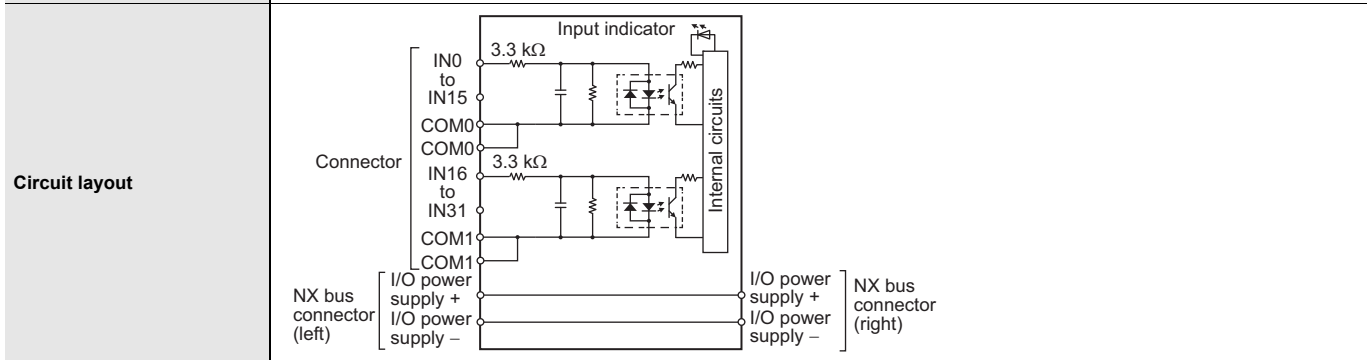 Circuit layout
Input indicator
Connector
IN0
to
IN15
COM0
COM0
IN16
to
IN31
COM1
COM1
3.3 kΩ
3.3 kΩ
Internal circuits
NX bus
connector
(left)
I/O power
supply +
I/O power
supply −
I/O power
supply +
I/O power
supply −
NX bus
connector
(right)